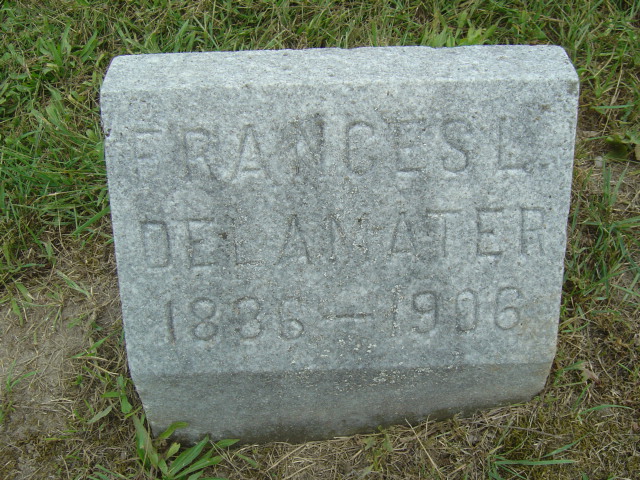 FRANCES L.
DELAMATER
1836 — 1906